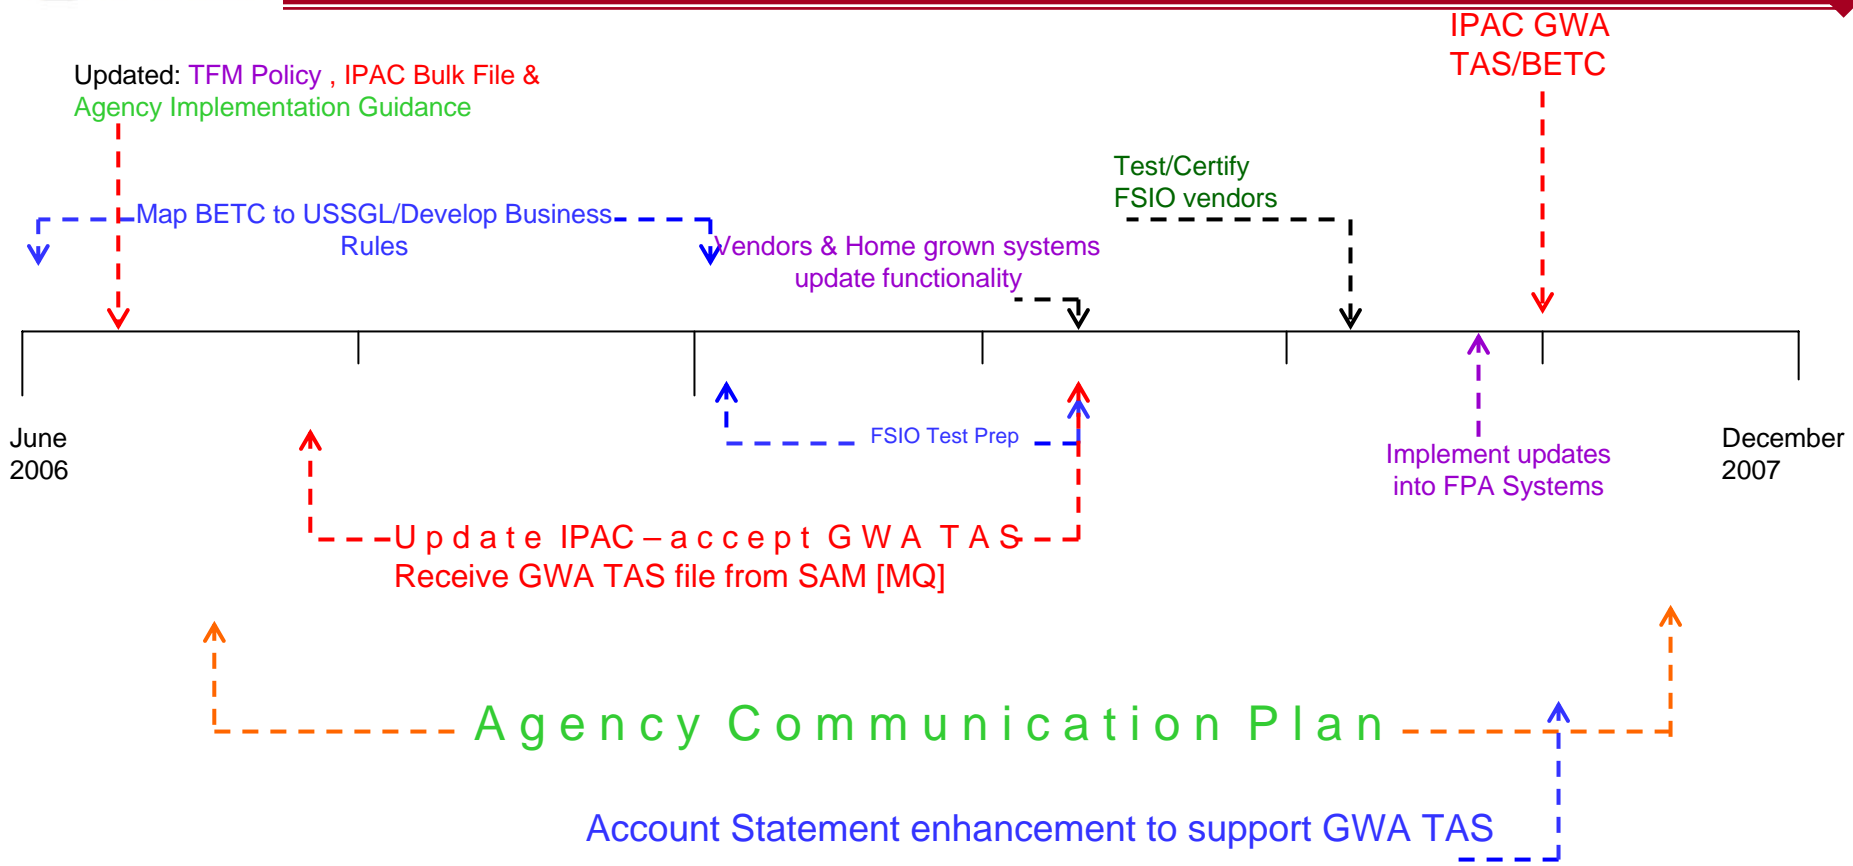 IPAC GWA
TAS/BETC
Updated: TFM Policy , IPAC Bulk File &
Agency Implementation Guidance
Test/Certify
FSIO vendors
Map BETC to USSGL/Develop Business
Rules
Vendors & Home grown systems
update functionality
June
2006
FSIO Test Prep
Implement updates
into FPA Systems
December
2007
Update IPAC – accept GWA TAS
Receive GWA TAS file from SAM [MQ]
Agency Communication Plan
Account Statement enhancement to support GWA TAS